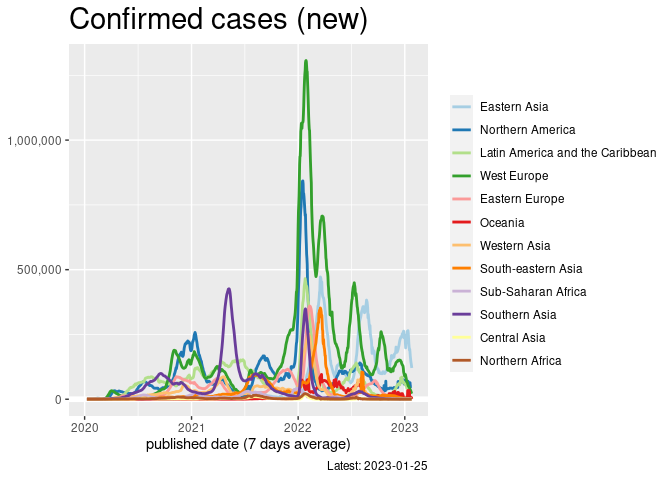 Confirmed cases (new)
1,000,000
500,000
0
2020 2021 2022 2023
published date (7 days average)
Latest: 2023-01-25
Eastern Asia
Northern America
Latin America and the Caribbean
West Europe
Eastern Europe
Oceania
Western Asia
South-eastern Asia
Sub-Saharan Africa
Southern Asia
Central Asia
Northern Africa